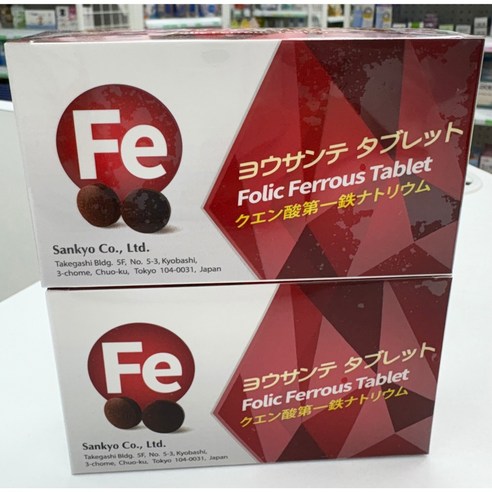 Fe
ヨウサンテ タブレット
Folic Ferrous Tablet
クエン酸第一鉄ナトリウム
Sankyo Co., Ltd.
Takegashi Bldg. 5F, No. 5-3, Kyobashi,
3-chome, Chuo-ku, Tokyo 104-0031, Japan
Fe
ヨウサンテ タブレット
Folic Ferrous Tablet
クエン酸第一鉄ナトリウム
Sankyo Co., Ltd.
Takegashi Bldg. 5F, No. 5-3, Kyobashi,
3-chome, Chuo-ku, Tokyo 104-0031, Japan